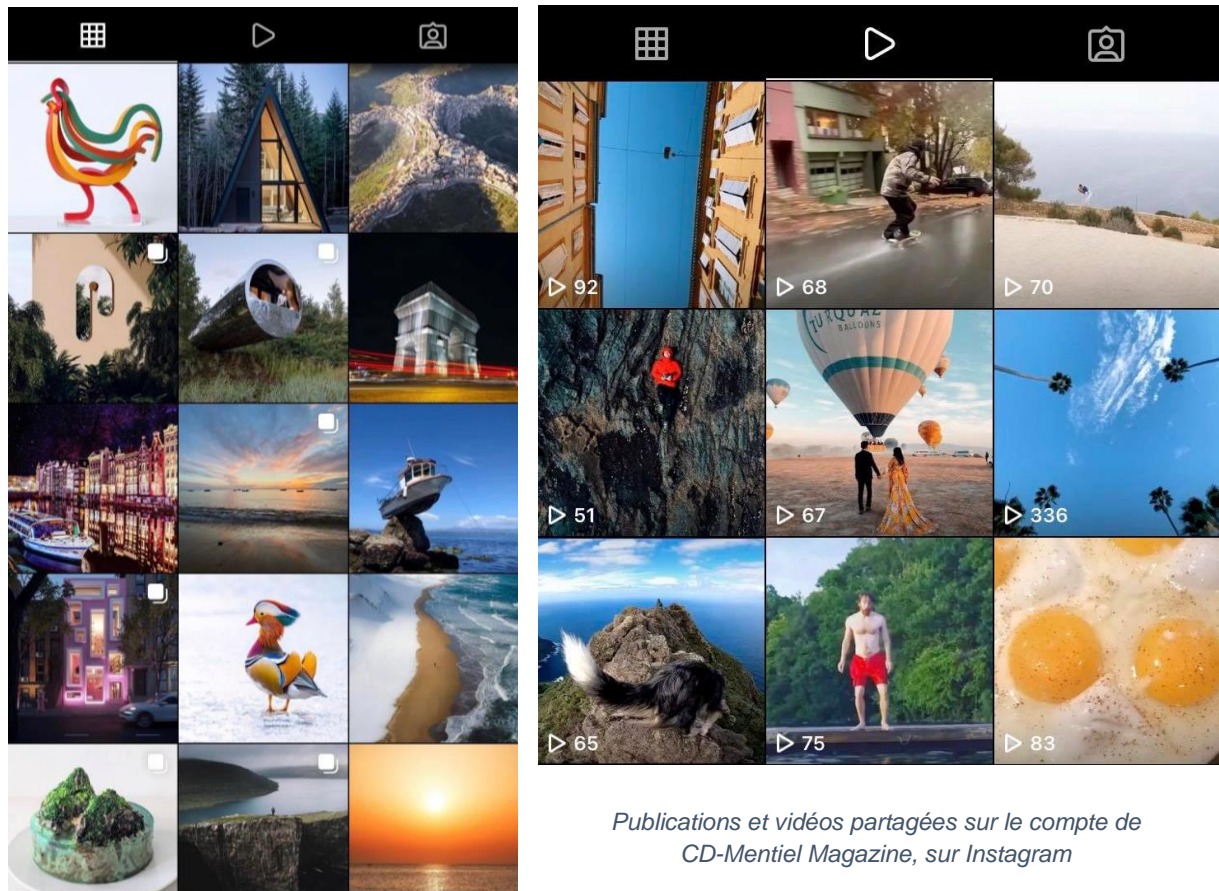 92
68
70
TURQUAZ
BALLOONS
51
67
336
65
75
83
Publications et vidéos partagées sur le compte de
CD-Mentiel Magazine, sur Instagram